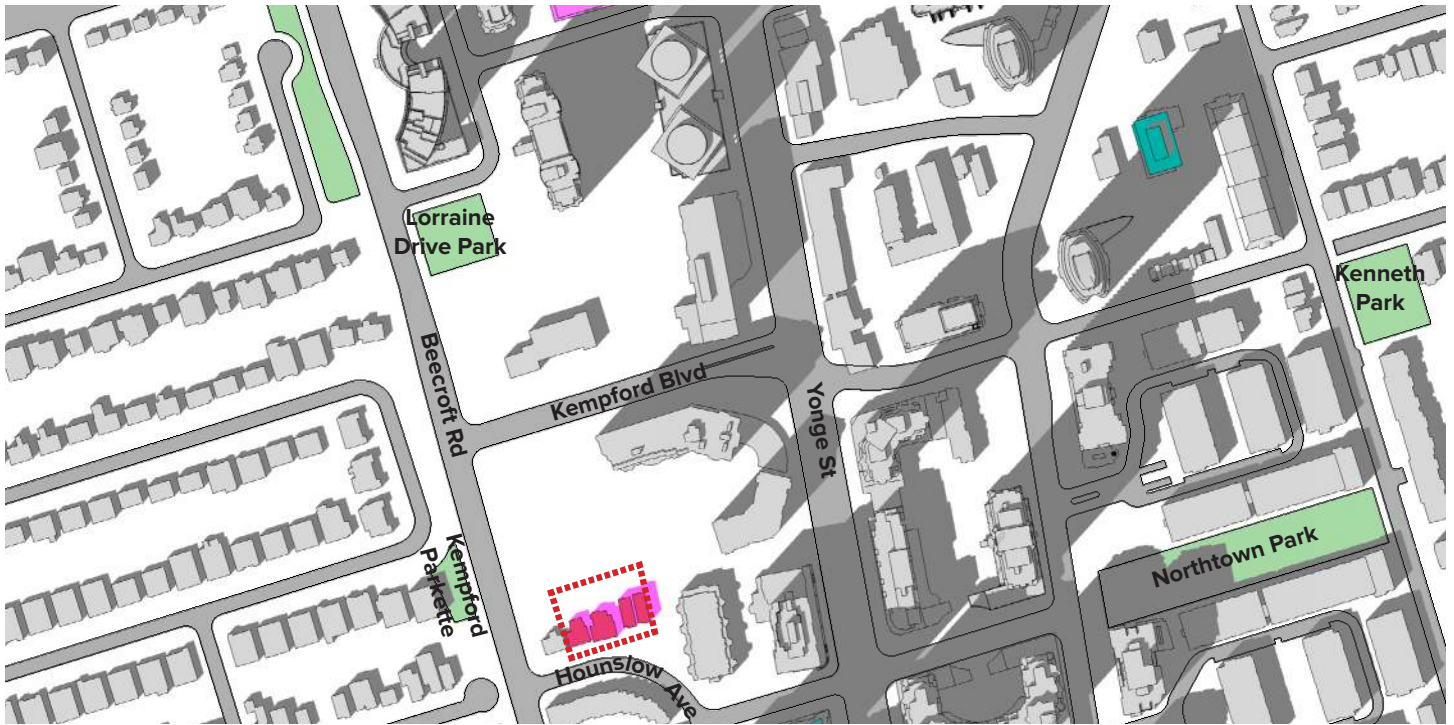 Lorraine
Drive Park
Kenneth
Park
Beecroft Rd
Kempford Blvd
Yonge St
Northtown Park
Kempford
Parkette
Hounslow Ave